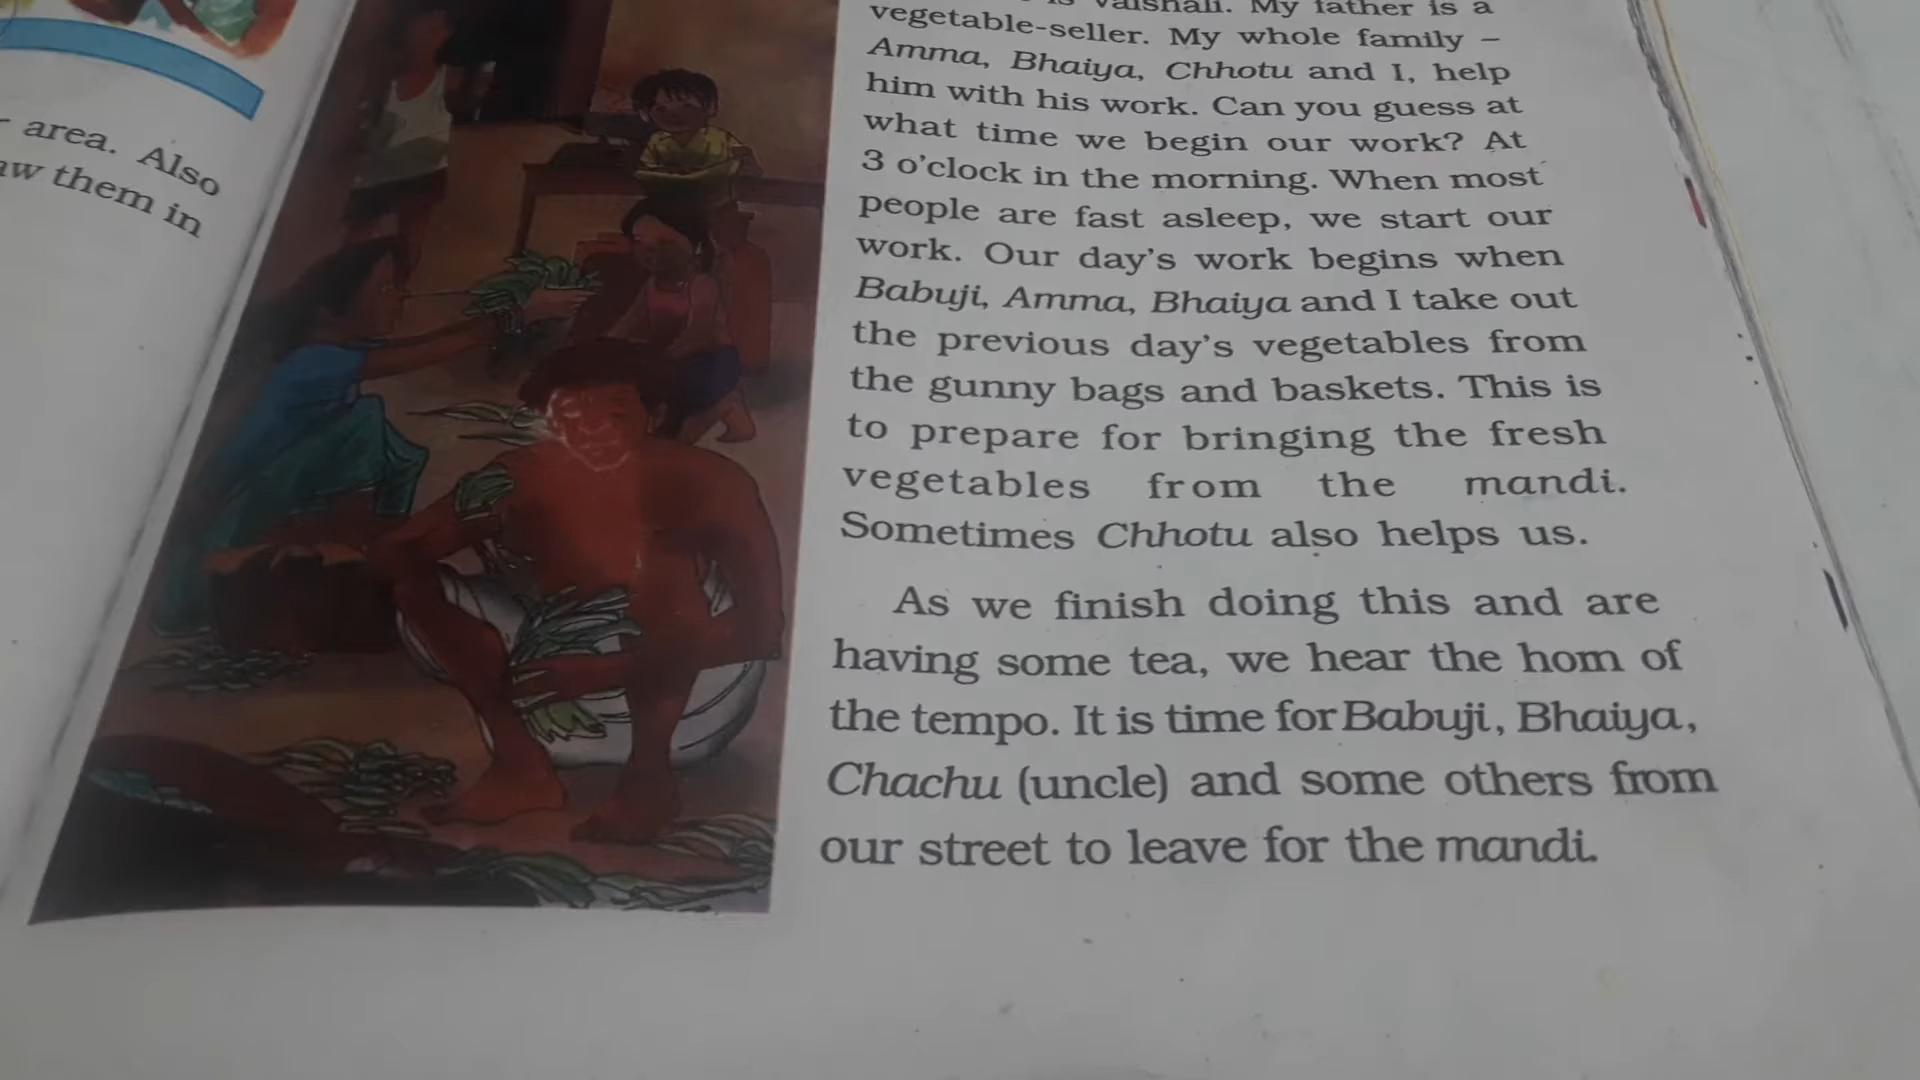 area. Also
them in
Vaishali. My father is a
vegetable-seller. My whole family –
Amma, Bhaiya, Chhotu and I, help
him with his work. Can you guess at
what time we begin our work? At
3 o'clock in the morning. When most
people are fast asleep, we start our
work. Our day's work begins when
Babuji, Amma, Bhaiya and I take out
the previous day's vegetables from
the gunny bags and baskets. This is
to prepare for bringing the fresh
vegetables from the mandi.
Sometimes Chhotu also helps us.
As we finish doing this and are
having some tea, we hear the hom of
the tempo. It is time for Babuji, Bhaiya,
Chachu (uncle) and some others from
our street to leave for the mandi.